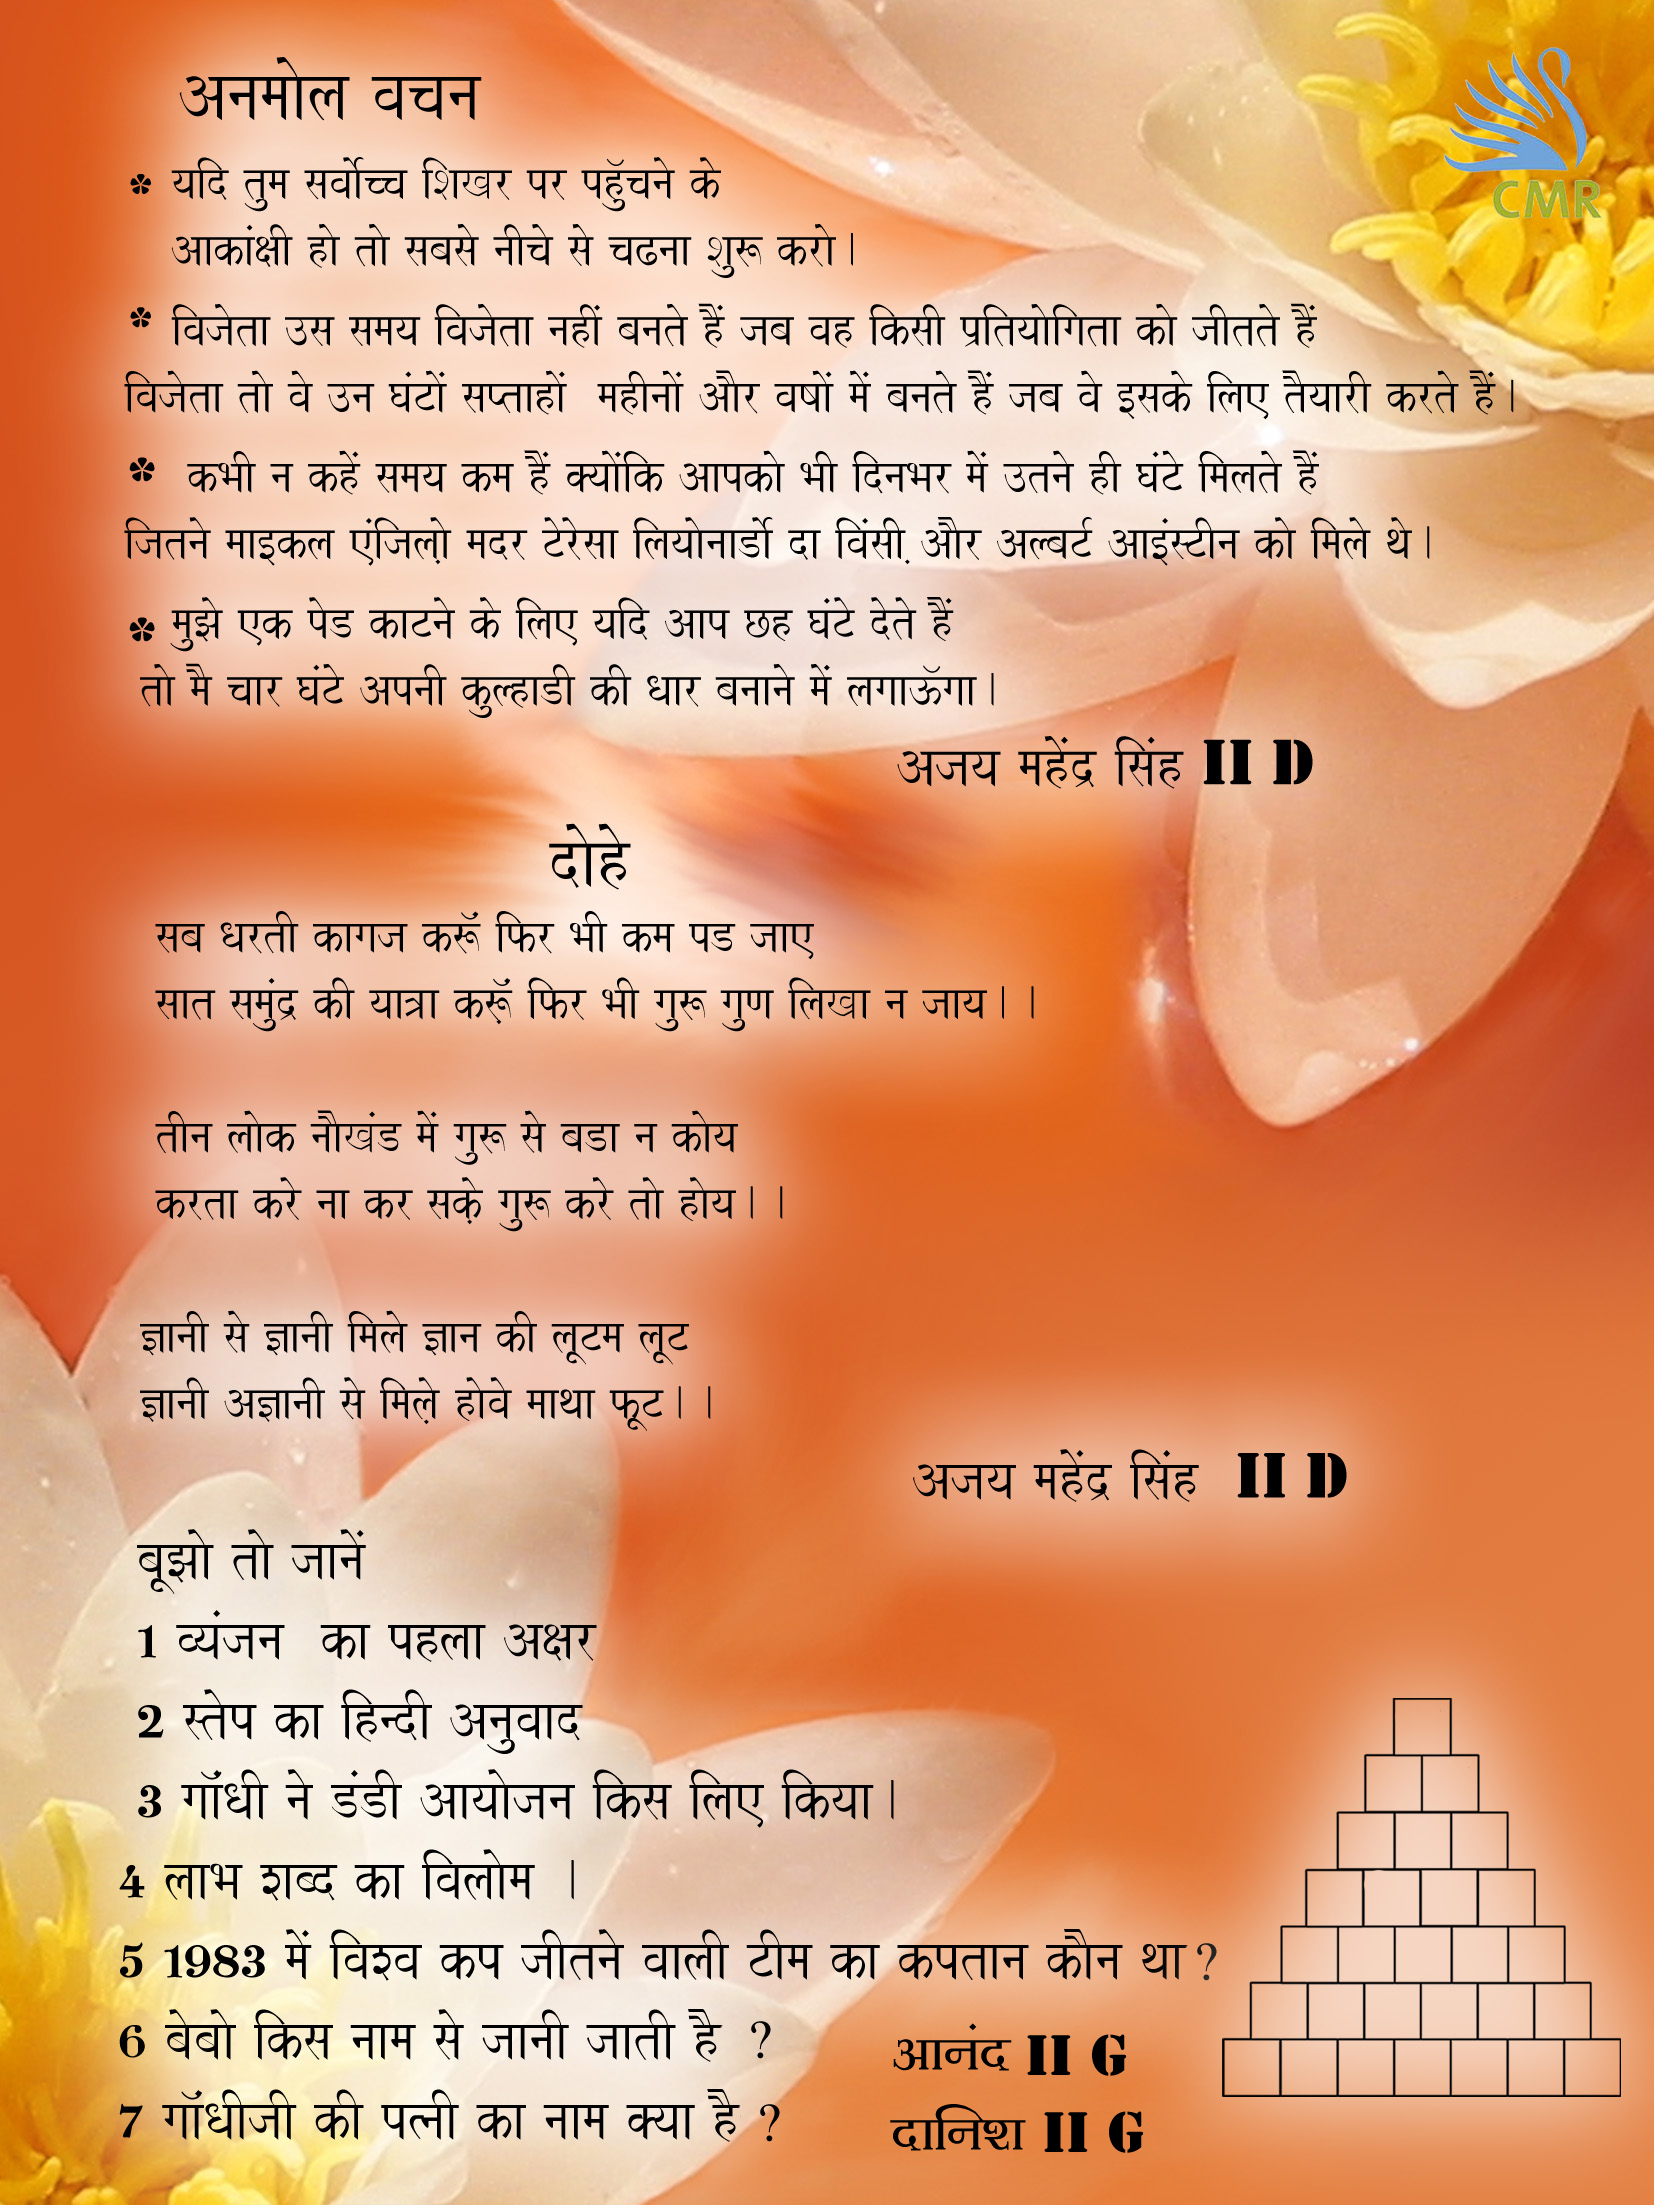 CMR
अनमोल वचन
✽ यदि तुम सर्वोच्च शिखर पर पहुॅचने के
आकांक्षी हो तो सबसे नीचे से चढना शुरू करो।
✽ विजेता उस समय विजेता नहीं बनते हैं जब वह किसी प्रतियोगिता को जीतते हैं
विजेता तो वे उन घंटों सप्ताहों महीनों और वर्षों में बनते हैं जब वे इसके लिए तैयारी करते हैं।
✽ कभी न कहें समय कम हैं क्योंकि आपको भी दिनभर में उतने ही घंटे मिलते हैं
जितने माइकल एंजिलो़ मदर टेरेसा लियोनार्डो दा विंसी़ और अल्बर्ट आइंस्टीन को मिले थे।
✽ मुझे एक पेड काटने के लिए यदि आप छह घंटे देते हैं
तो मै चार घंटे अपनी कुल्हाडी की धार बनाने में लगाऊॅगा।
अजय महेंद्र सिंह II D
दोहे
सब धरती कागज करूॅं फिर भी कम पड जाए
सात समुंद्र की यात्रा करू़ॅं फिर भी गुरू गुण लिखा न जाय।।
तीन लोक नौखंड में गुरू से बडा न कोय
करता करे ना कर सके़ गुरू करे तो होय।।
ज्ञानी से ज्ञानी मिले ज्ञान की लूटम लूट
ज्ञानी अज्ञानी से मिले़ होवे माथा फूट।।
अजय महेंद्र सिंह II D
बूझो तो जानें
1 व्यंजन का पहला अक्षर
2 स्तेप का हिन्दी अनुवाद
3 गॉंधी ने डंडी आयोजन किस लिए किया।
4 लाभ शब्द का विलोम ।
5 1983 में विश्व कप जीतने वाली टीम का कपतान कौन था?
6 बेबो किस नाम से जानी जाती है ?
7 गॉंधीजी की पत्नी का नाम क्या है ?
आनंद II G
दानिश II G